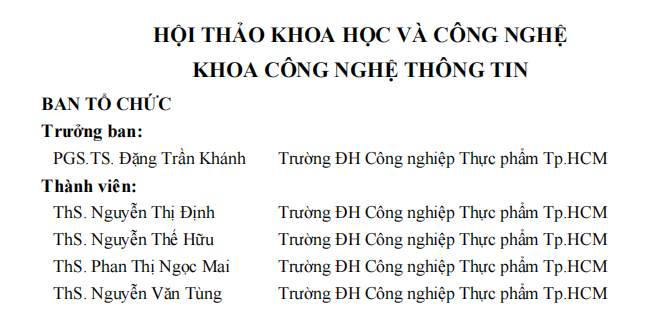 HỘI THẢO KHOA HỌC VÀ CÔNG NGHỆ
KHOA CÔNG NGHỆ THÔNG TIN
BAN TỔ CHỨC
Trưởng ban:
PGS.TS. Đặng Trần Khánh Trường ĐH Công nghiệp Thực phẩm Tp.HCM
Thành viên:
ThS. Nguyễn Thị Định Trường ĐH Công nghiệp Thực phẩm Tp.HCM
ThS. Nguyễn Thế Hữu Trường ĐH Công nghiệp Thực phẩm Tp.HCM
ThS. Phan Thị Ngọc Mai Trường ĐH Công nghiệp Thực phẩm Tp.HCM
ThS. Nguyễn Văn Tùng Trường ĐH Công nghiệp Thực phẩm Tp.HCM